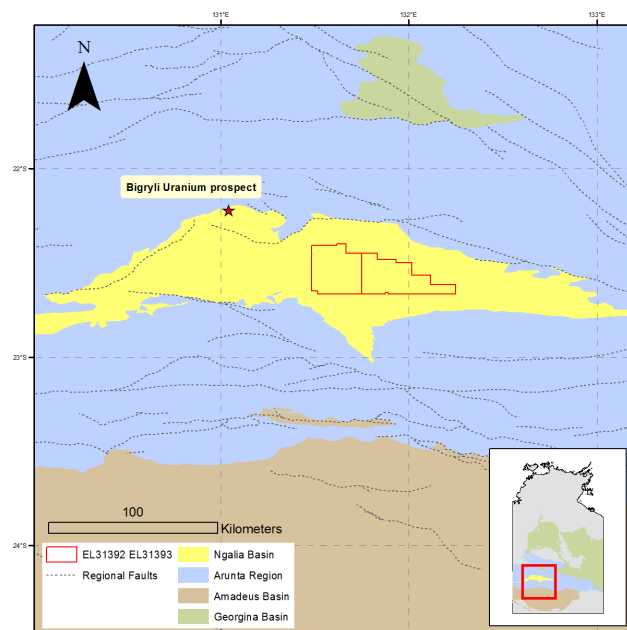 131°E 132°E 133°E
N
22°S
Bigryli Uranium prospect
23°S
100
Kilometers
24°S
EL31392 EL31393
Regional Faults
Ngalia Basin
Arunta Region
Amadeus Basin
Georgina Basin